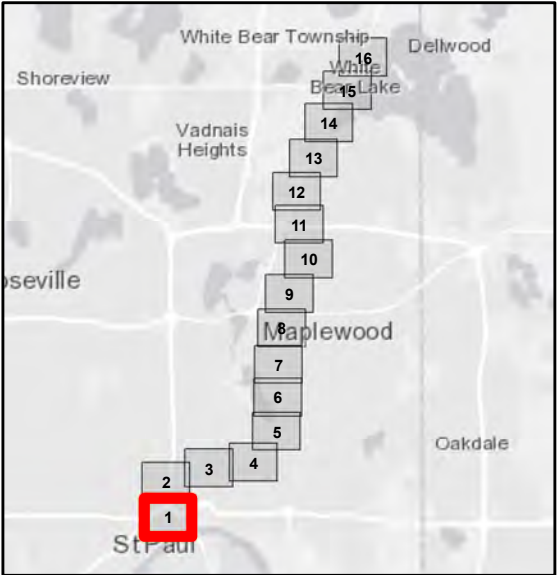 White Bear Township
Dellwood
16
White
Bear Lake
15
Shoreview
14
Vadnais
Heights
13
12
11
10
oseville
9
8
Maplewood
7
6
5
Oakdale
4
3
2
1
St Paul